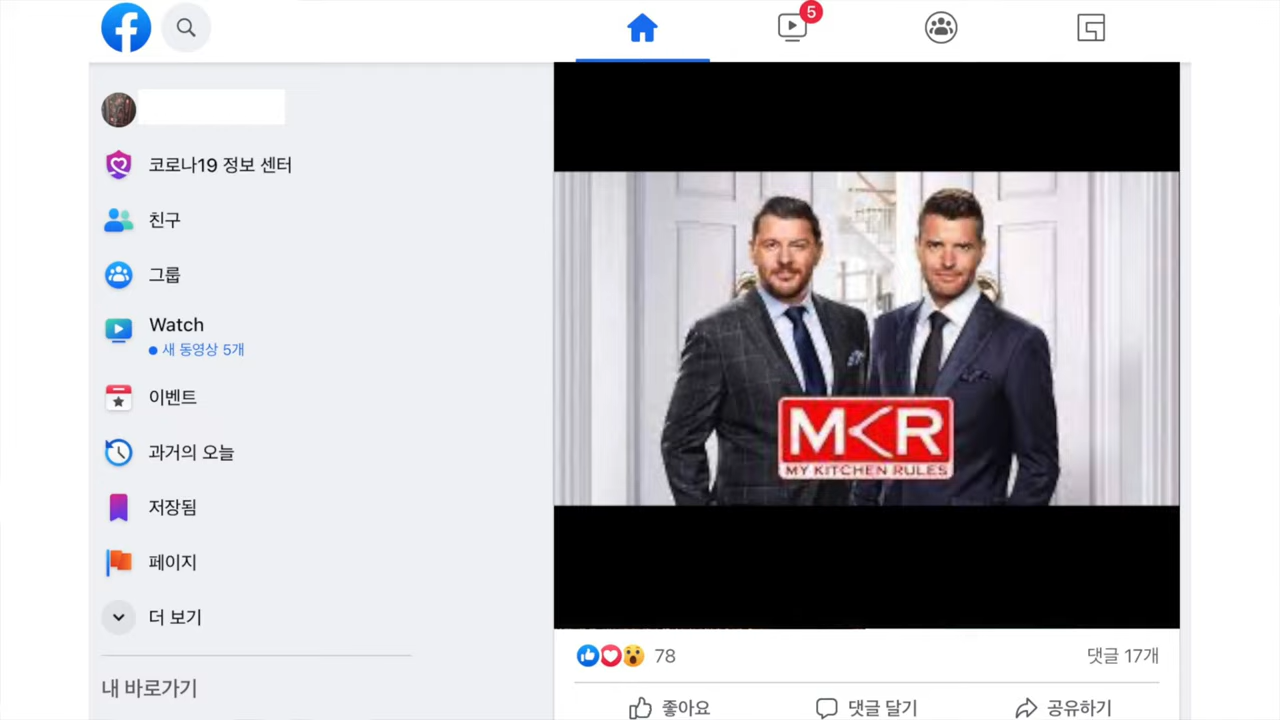 5
코로나19 정보 센터
친구
그룹
Watch
새 동영상 5개
이벤트
과거의 오늘
저장됨
페이지
더 보기
내 바로가기
MKR
MY KITCHEN RULES
78
댓글 17개
좋아요
댓글 달기
공유하기